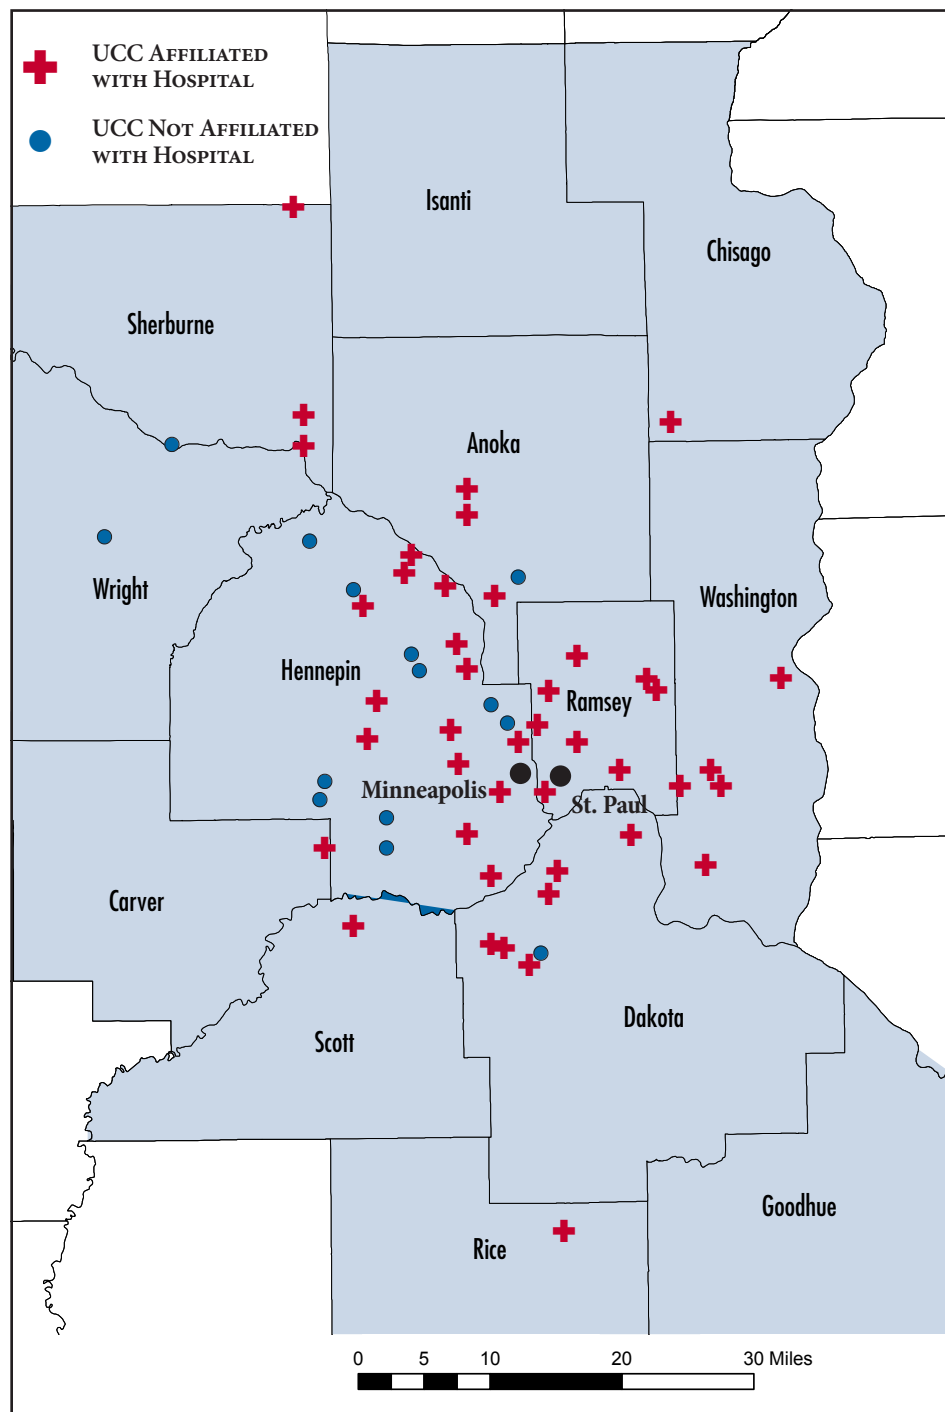 UCC Affiliated
with Hospital
UCC Not Affiliated
with Hospital
Isanti
Chisago
Sherburne
Anoka
Wright
Washington
Hennepin
Ramsey
Minneapolis
St. Paul
Carver
Dakota
Scott
Goodhue
Rice
0 5 10 20 30 Miles